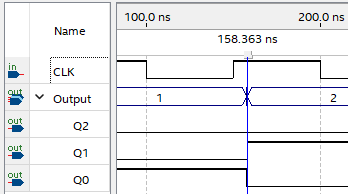 Name
100.0 ns
200.0 ns
158.363 ns
in
CLK
out
Output
1
2
out
Q2
out
Q1
out
Q0